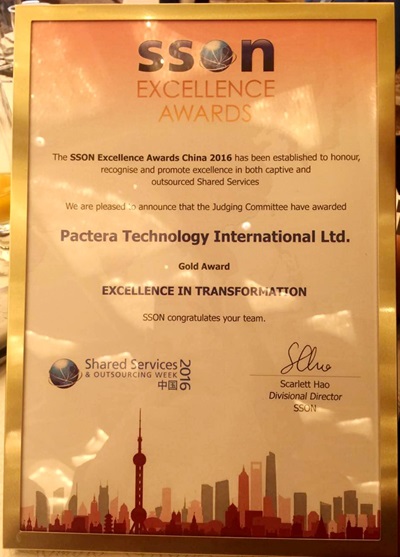 sson
EXCELLENCE
AWARDS
The SSON Excellence Awards China 2016 has been established to honour,
recognise and promote excellence in both captive and
outsourced Shared Services
We are pleased to announce that the Judging Committee have awarded
Pactera Technology International Ltd.
Gold Award
EXCELLENCE IN TRANSFORMATION
SSON congratulates your team.
Shared Services
& OUTSOURCING WEEK
中国
2016
Scarlett Hao
Divisional Director
SSON